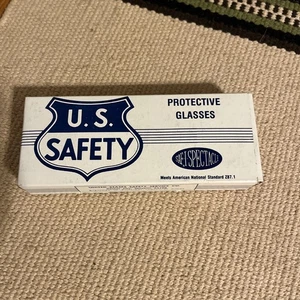 U.S.
SAFETY
PROTECTIVE
GLASSES
Meets American National Standard Z87.1